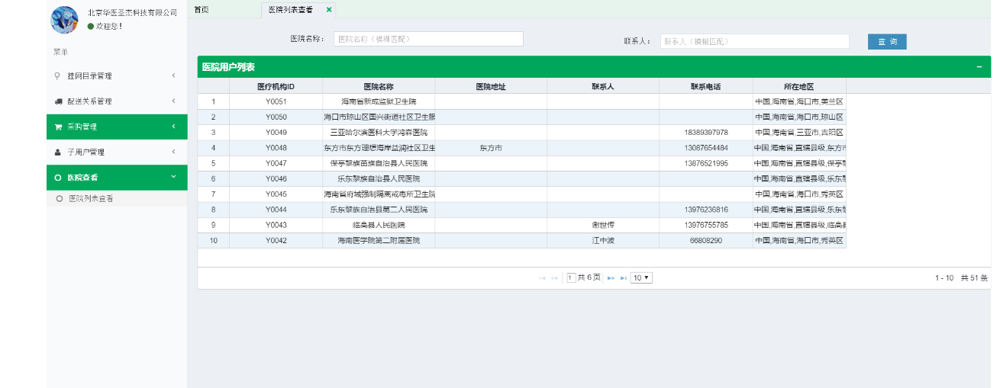 北京华医圣杰科技有限公司
欢迎您!
菜单
挂网目录管理
配送关系管理
采购管理
子用户管理
医院查看
医院列表查看
首页 医院列表查看 ×
医院名称: 医院名称（模糊匹配） 联系人: 联系人（模糊匹配） 查 询
医院用户列表
医疗机构ID 医院名称 医院地址 联系人 联系电话 所在地区
1 Y0051 海南省新成监狱卫生院 中国,海南省,海口市,美兰区
2 Y0050 海口市琼山区国兴街道社区卫生服 中国,海南省,海口市,琼山区
3 Y0049 三亚哈尔滨医科大学鸿森医院 18389397978 中国,海南省,三亚市,吉阳区
4 Y0048 东方市东方理想海岸益润社区卫生 东方市 13087654484 中国,海南省,直辖县级,东方市
5 Y0047 保亭黎族苗族自治县人民医院 13876521995 中国,海南省,直辖县级,保亭黎
6 Y0046 乐东黎族自治县人民医院 中国,海南省,直辖县级,乐东黎
7 Y0045 海南省府城强制隔离戒毒所卫生院 中国,海南省,海口市,秀英区
8 Y0044 乐东黎族自治县第二人民医院 13976236816 中国,海南省,直辖县级,乐东黎
9 Y0043 临高县人民医院 谢世传 13976755785 中国,海南省,直辖县级,临高县
10 Y0042 海南医学院第二附属医院 江中波 66808290 中国,海南省,海口市,秀英区
1 共 6 页 10 1 - 10 共 51 条